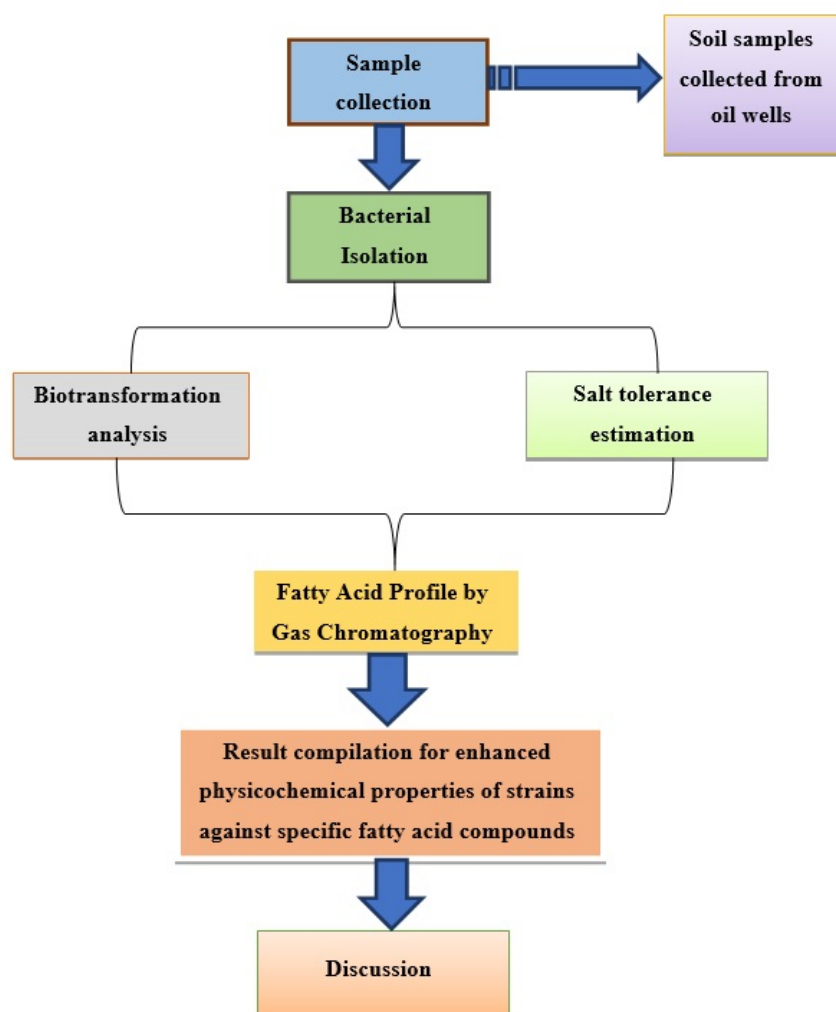 Sample
collection
Soil samples
collected from
oil wells
Bacterial
Isolation
Biotransformation
analysis
Salt tolerance
estimation
Fatty Acid Profile by
Gas Chromatography
Result compilation for enhanced
physicochemical properties of strains
against specific fatty acid compounds
Discussion